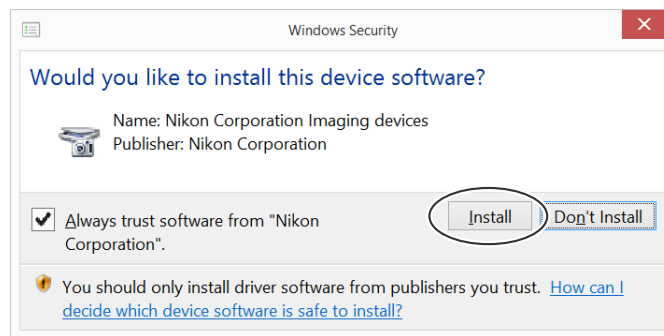 Windows Security
Would you like to install this device software?
Name: Nikon Corporation Imaging devices
Publisher: Nikon Corporation
Always trust software from "Nikon
Corporation".
Install
Don't Install
You should only install driver software from publishers you trust. How can I
decide which device software is safe to install?